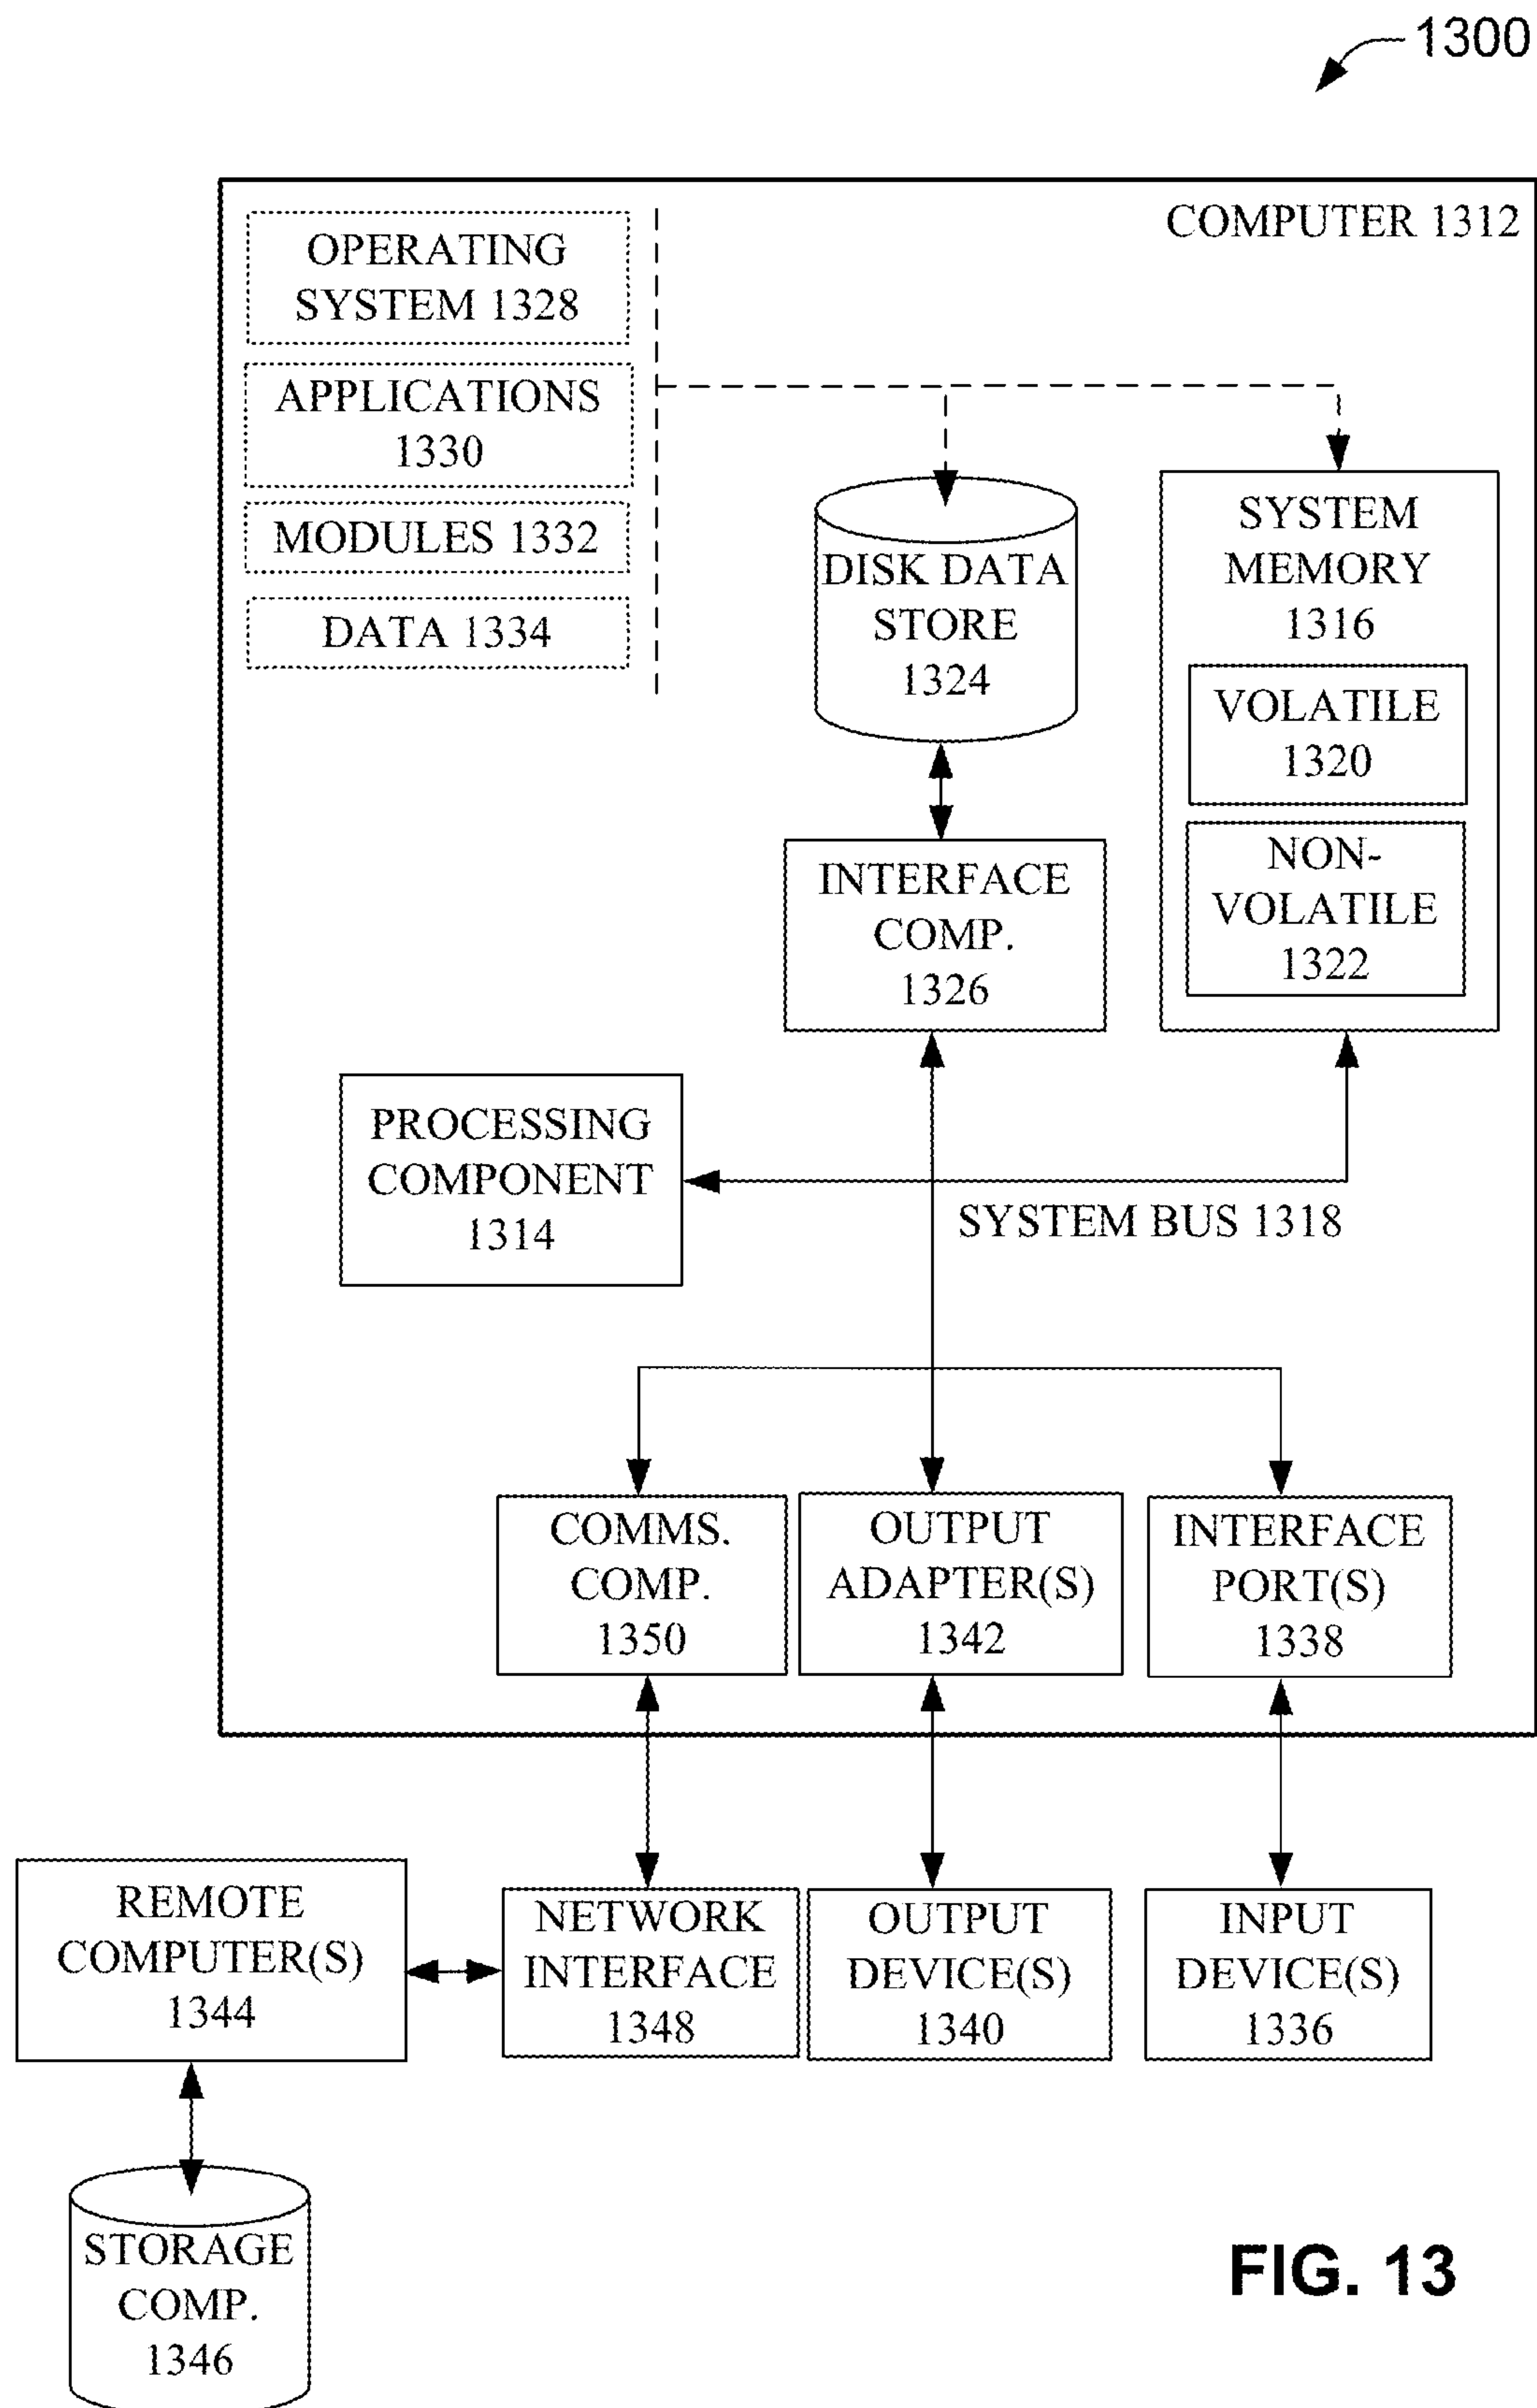 1300
COMPUTER 1312
OPERATING
SYSTEM 1328
APPLICATIONS
1330
MODULES 1332
DATA 1334
DISK DATA
STORE
1324
SYSTEM
MEMORY
1316
VOLATILE
1320
NON-
VOLATILE
1322
INTERFACE
COMP.
1326
PROCESSING
COMPONENT
1314
SYSTEM BUS 1318
COMMS.
COMP.
1350
OUTPUT
ADAPTER(S)
1342
INTERFACE
PORT(S)
1338
REMOTE
COMPUTER(S)
1344
NETWORK
INTERFACE
1348
OUTPUT
DEVICE(S)
1340
INPUT
DEVICE(S)
1336
STORAGE
COMP.
1346
FIG. 13